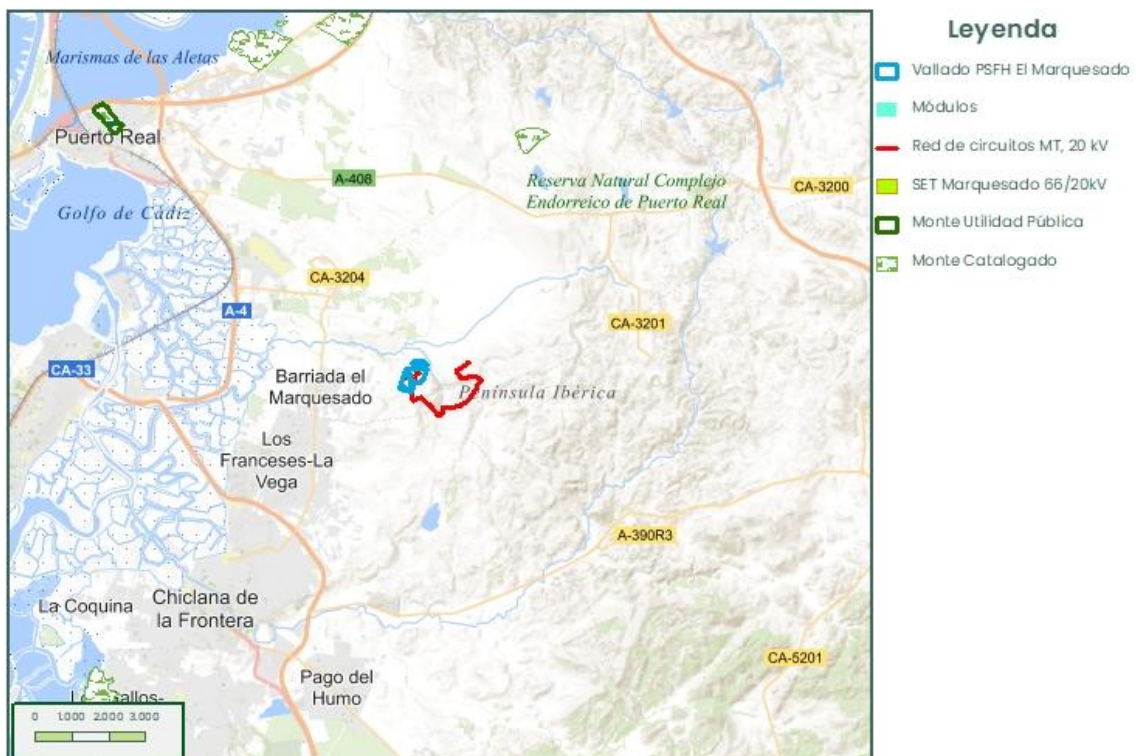 Leyenda
Vallado PSFH El Marquesado
Módulos
Red de circuitos MT, 20 kV
SET Marquesado 66/20kV
Monte Utilidad Pública
Monte Catalogado
Marismas de las Aletas
Puerto Real
A-408
Reserva Natural Complejo
Endorreico de Puerto Real
CA-3200
Golfo de Cádiz
CA-3204
A-4
CA-3201
CA-33
Barriada el
Marquesado
Península Ibérica
Los
Franceses-La
Vega
A-390R3
La Coquina
Chiclana de
la Frontera
CA-5201
Pago del
Humo
0 1.000 2.000 3.000